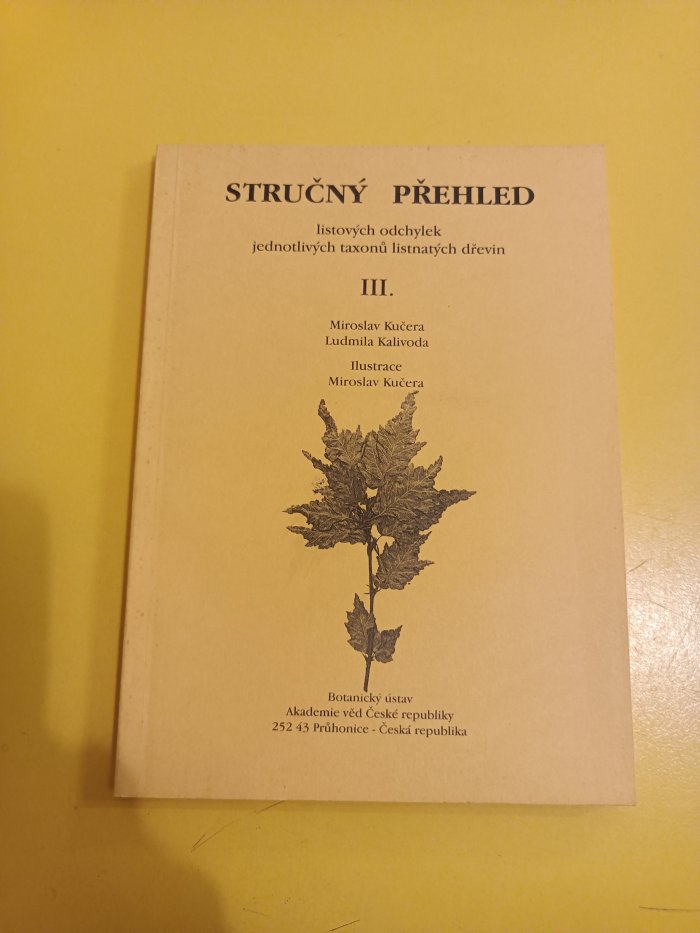 STRUČNÝ PŘEHLED
listových odchylek
jednotlivých taxonů listnatých dřevin
III.
Miroslav Kučera
Ludmila Kalivoda
Ilustrace
Miroslav Kučera
Botanický ústav
Akademie věd České republiky
252 43 Průhonice - Česká republika